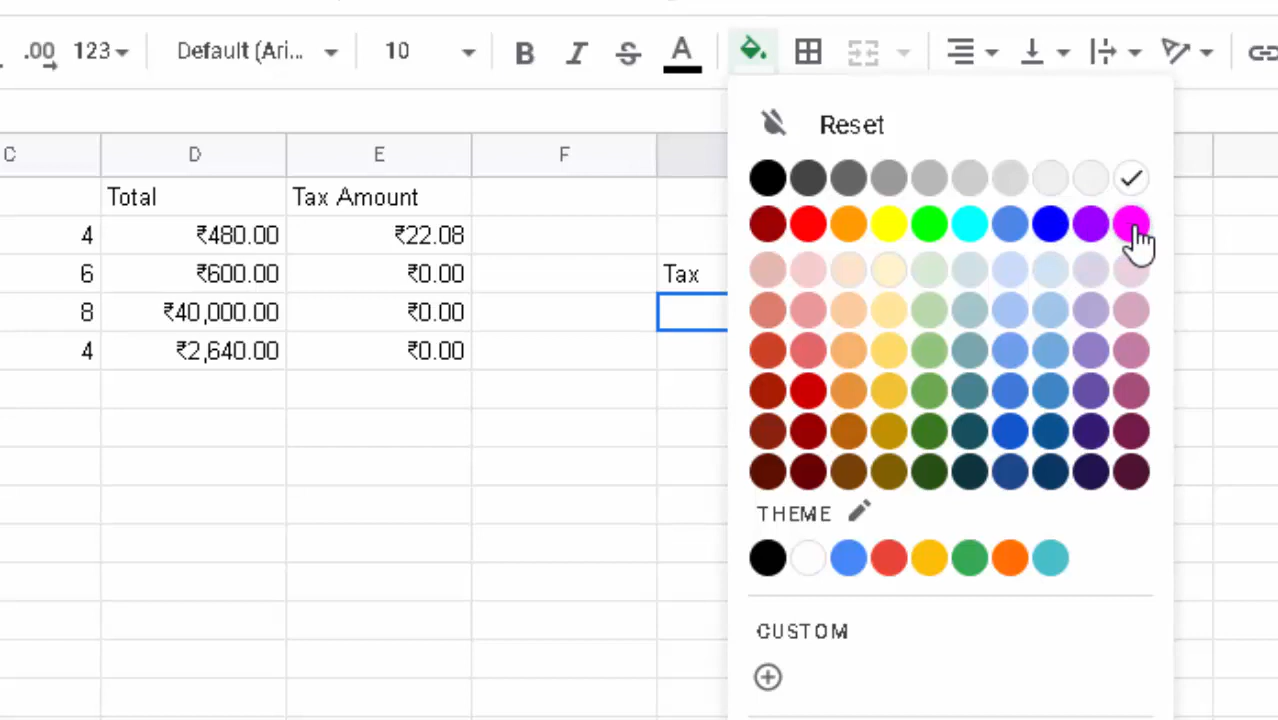 .00 123 Default (Ari... 10 B I S A
Reset
C D E F
Total Tax Amount
4 ₹480.00 ₹22.08
6 ₹600.00 ₹0.00 Tax
8 ₹40,000.00 ₹0.00
4 ₹2,640.00 ₹0.00
THEME
CUSTOM